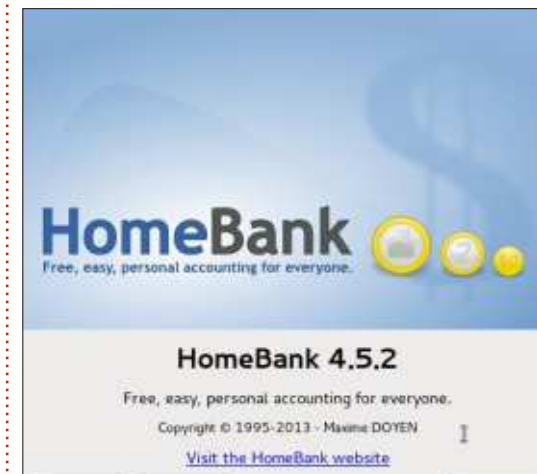 HomeBank
Free, easy, personal accounting for everyone.
HomeBank 4.5.2
Free, easy, personal accounting for everyone.
Copyright © 1995-2013 - Maxime DOYEN
Visit the HomeBank website